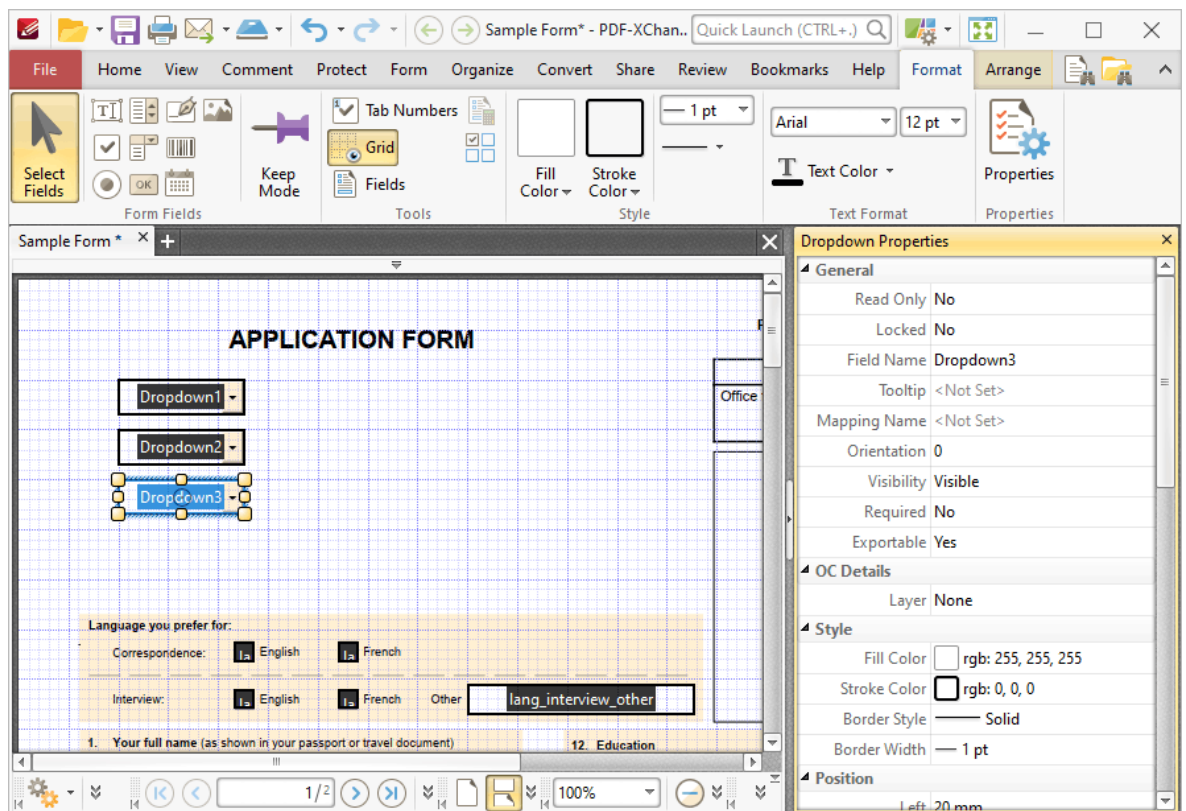 Sample Form* - PDF-XChan.. Quick Launch (CTRL+.)
File Home View Comment Protect Form Organize Convert Share Review Bookmarks Help Format Arrange
Tab Numbers 1 pt Arial 12 pt
Grid
Select Fields Keep Mode Fields Fill Color Stroke Color Text Color Properties
OK
Form Fields Tools Style Text Format Properties
Sample Form * Dropdown Properties
APPLICATION FORM
Dropdown1
Office
Dropdown2
Dropdown3
Language you prefer for:
Correspondence: la English la French
Interview: la English la French Other lang_interview_other
1. Your full name (as shown in your passport or travel document) 12. Education
1/2 100%
General
Read Only No
Locked No
Field Name Dropdown3
Tooltip <Not Set>
Mapping Name <Not Set>
Orientation 0
Visibility Visible
Required No
Exportable Yes
OC Details
Layer None
Style
Fill Color rgb: 255, 255, 255
Stroke Color rgb: 0, 0, 0
Border Style Solid
Border Width 1 pt
Position
Left 20 mm